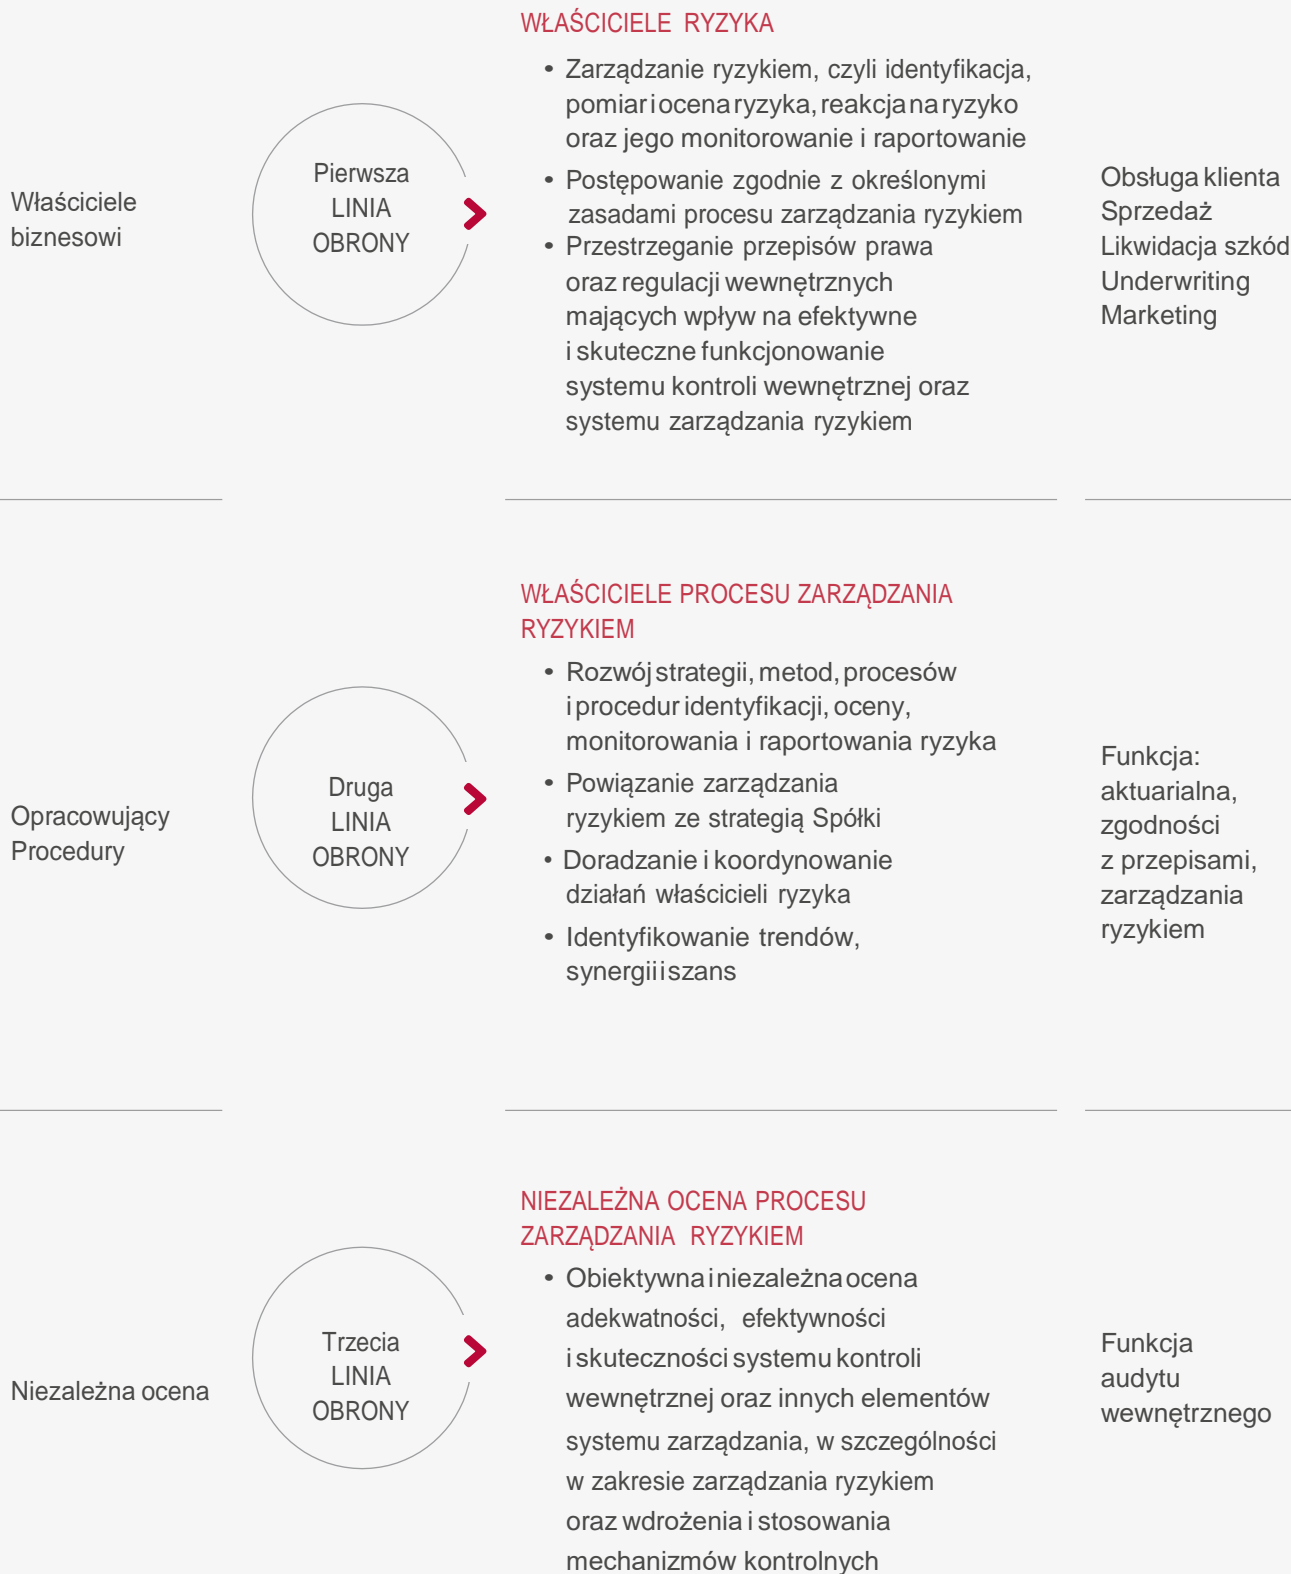 Właściciele
biznesowi
Pierwsza
LINIA
OBRONY
WŁAŚCICIELE RYZYKA
• Zarządzanie ryzykiem, czyli identyfikacja,
pomiar i ocena ryzyka, reakcja na ryzyko
oraz jego monitorowanie i raportowanie
• Postępowanie zgodnie z określonymi
zasadami procesu zarządzania ryzykiem
• Przestrzeganie przepisów prawa
oraz regulacji wewnętrznych
mających wpływ na efektywne
i skuteczne funkcjonowanie
systemu kontroli wewnętrznej oraz
systemu zarządzania ryzykiem
Obsługa klienta
Sprzedaż
Likwidacja szkód
Underwriting
Marketing
Opracowujący
Procedury
Druga
LINIA
OBRONY
WŁAŚCICIELE PROCESU ZARZĄDZANIA
RYZYKIEM
• Rozwój strategii, metod, procesów
i procedur identyfikacji, oceny,
monitorowania i raportowania ryzyka
• Powiązanie zarządzania
ryzykiem ze strategią Spółki
• Doradzanie i koordynowanie
działań właścicieli ryzyka
• Identyfikowanie trendów,
synergii i szans
Funkcja:
aktuarialna,
zgodności
z przepisami,
zarządzania
ryzykiem
Niezależna ocena
Trzecia
LINIA
OBRONY
NIEZALEŻNA OCENA PROCESU
ZARZĄDZANIA RYZYKIEM
• Obiektywna i niezależna ocena
adekwatności, efektywności
i skuteczności systemu kontroli
wewnętrznej oraz innych elementów
systemu zarządzania, w szczególności
w zakresie zarządzania ryzykiem
oraz wdrożenia i stosowania
mechanizmów kontrolnych
Funkcja
audytu
wewnętrznego